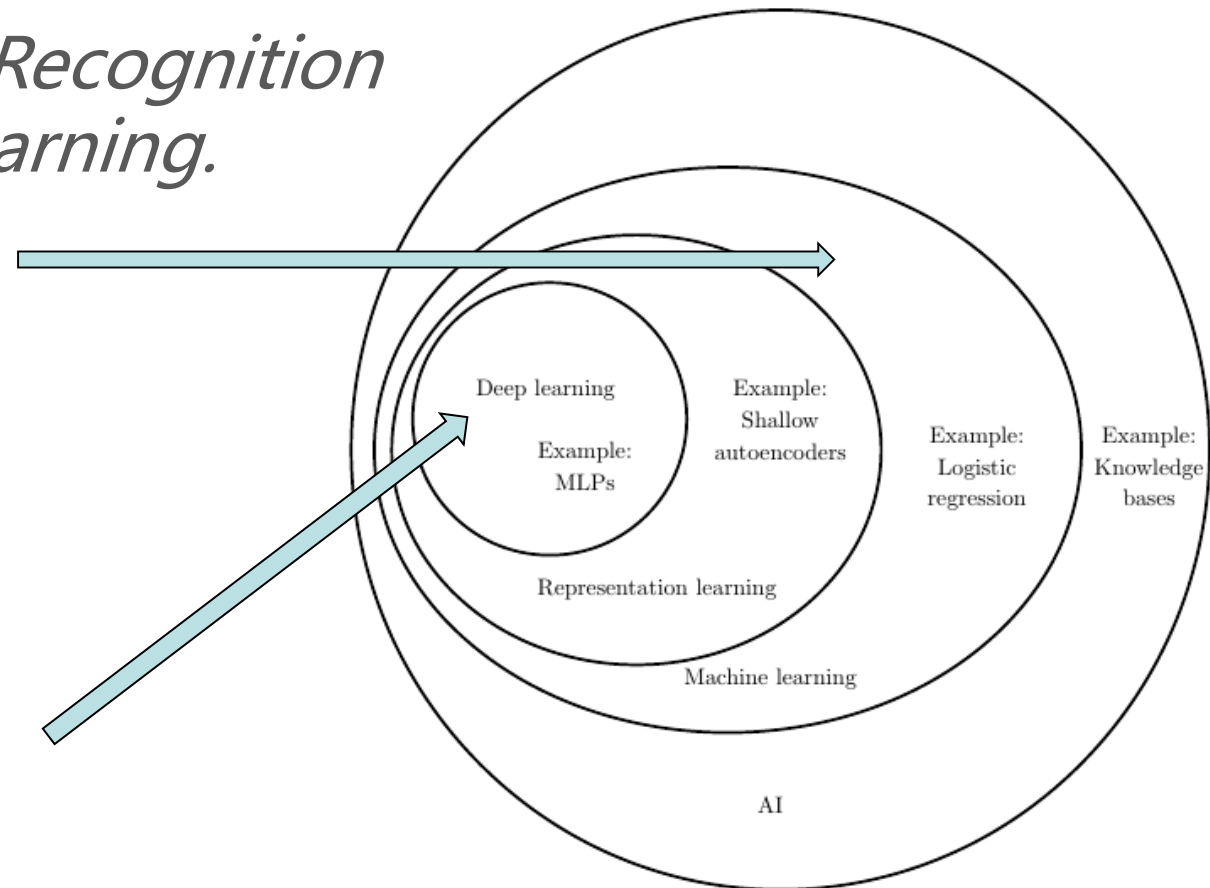 Recognition
arning.
Deep learning
Example:
MLPs
Example:
Shallow
autoencoders
Example:
Logistic
regression
Example:
Knowledge
bases
Representation learning
Machine learning
AI